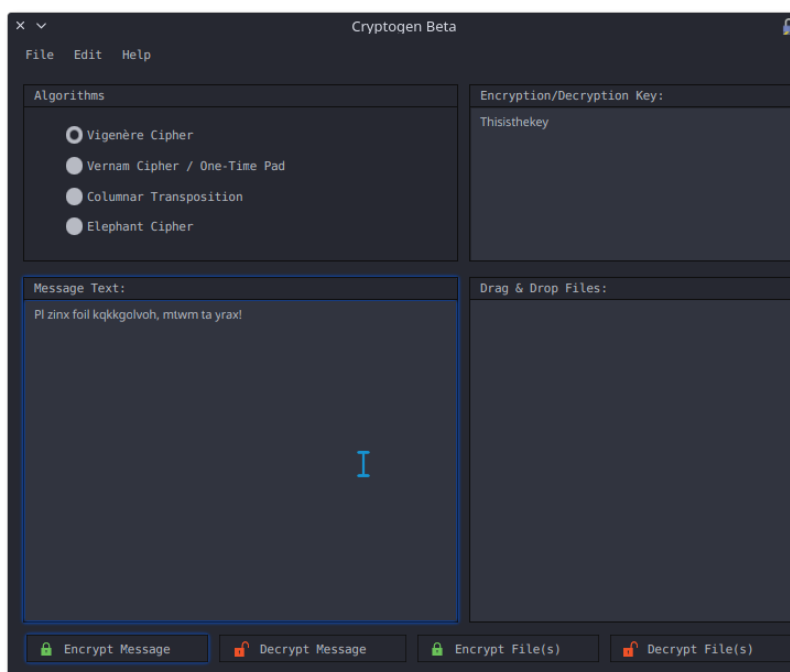 Cryptogen Beta
File Edit Help
Algorithms
Vigenère Cipher
Vernam Cipher / One-Time Pad
Columnar Transposition
Elephant Cipher
Encryption/Decryption Key:
Thisisthekey
Message Text:
Pl zinx foil kqkkgolvoh, mtwm ta yrax!
Drag & Drop Files:
Encrypt Message
Decrypt Message
Encrypt File(s)
Decrypt File(s)